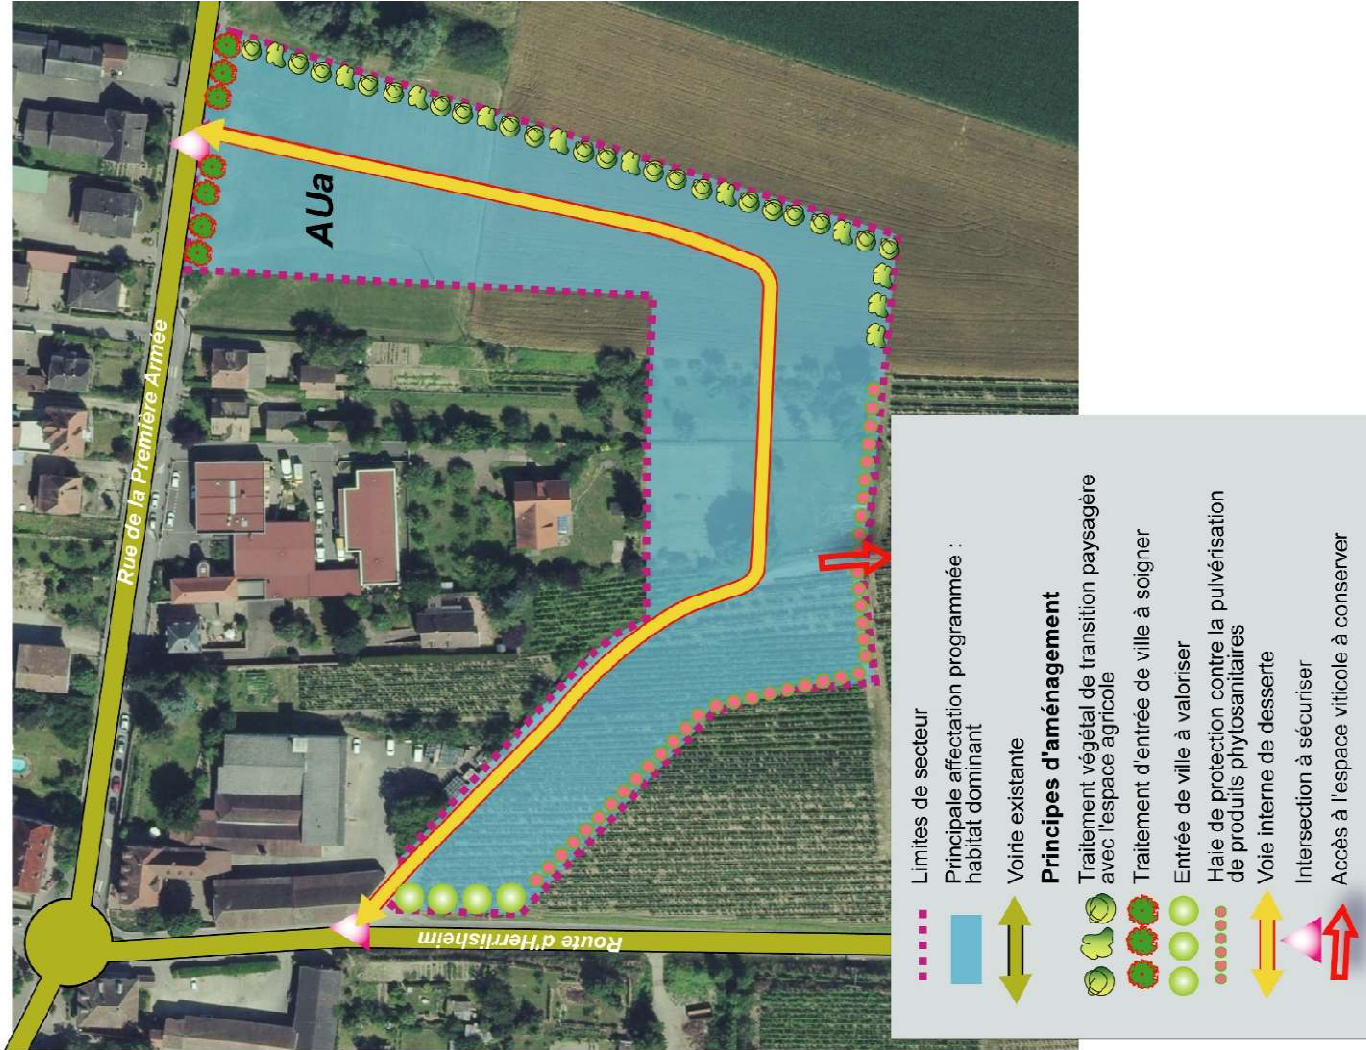 AUa
Rue de la Première Armée
Route d'Herrlisheim
Limites de secteur
Principale affectation programmée :
habitat dominant
Voirie existante
Principes d'aménagement
Traitement végétal de transition paysagère
avec l'espace agricole
Traitement d'entrée de ville à soigner
Entrée de ville à valoriser
Haie de protection contre la pulvérisation
de produits phytosanitaires
Voie interne de desserte
Intersection à sécuriser
Accès à l'espace viticole à conserver